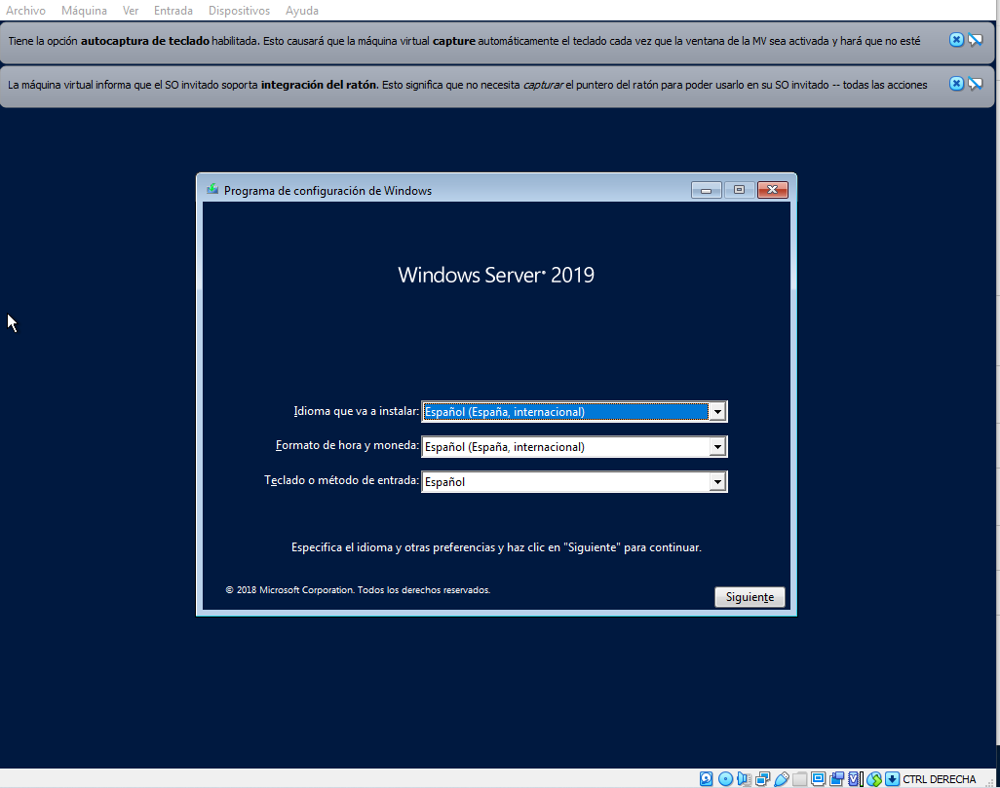 Archivo Máquina Ver Entrada Dispositivos Ayuda
Tiene la opción autocaptura de teclado habilitada. Esto causará que la máquina virtual capture automáticamente el teclado cada vez que la ventana de la MV sea activada y hará que no esté
La máquina virtual informa que el SO invitado soporta integración del ratón. Esto significa que no necesita capturar el puntero del ratón para poder usarlo en su SO invitado -- todas las acciones
Programa de configuración de Windows
Windows Server® 2019
Idioma que va a instalar: Español (España, internacional)
Formato de hora y moneda: Español (España, internacional)
Teclado o método de entrada: Español
Especifica el idioma y otras preferencias y haz clic en "Siguiente" para continuar.
© 2018 Microsoft Corporation. Todos los derechos reservados.
Siguiente
CTRL DERECHA